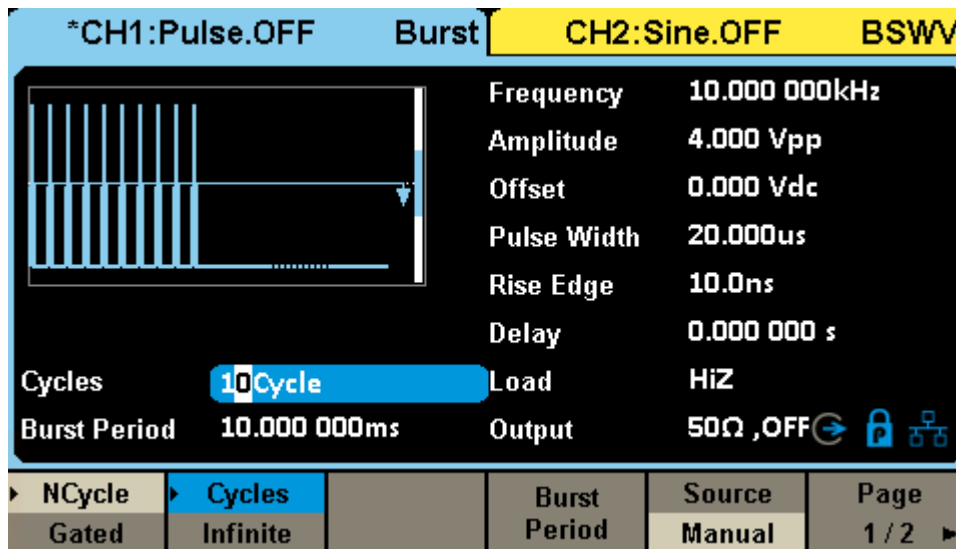 *CH1:Pulse.OFF Burst CH2:Sine.OFF BSWV
Frequency 10.000 000kHz
Amplitude 4.000 Vpp
Offset 0.000 Vdc
Pulse Width 20.000us
Rise Edge 10.0ns
Delay 0.000 000 s
Cycles 10Cycle Load HiZ
Burst Period 10.000 000ms Output 50Ω ,OFF P
NCycle Cycles Burst Source Page
Gated Infinite Period Manual 1 / 2